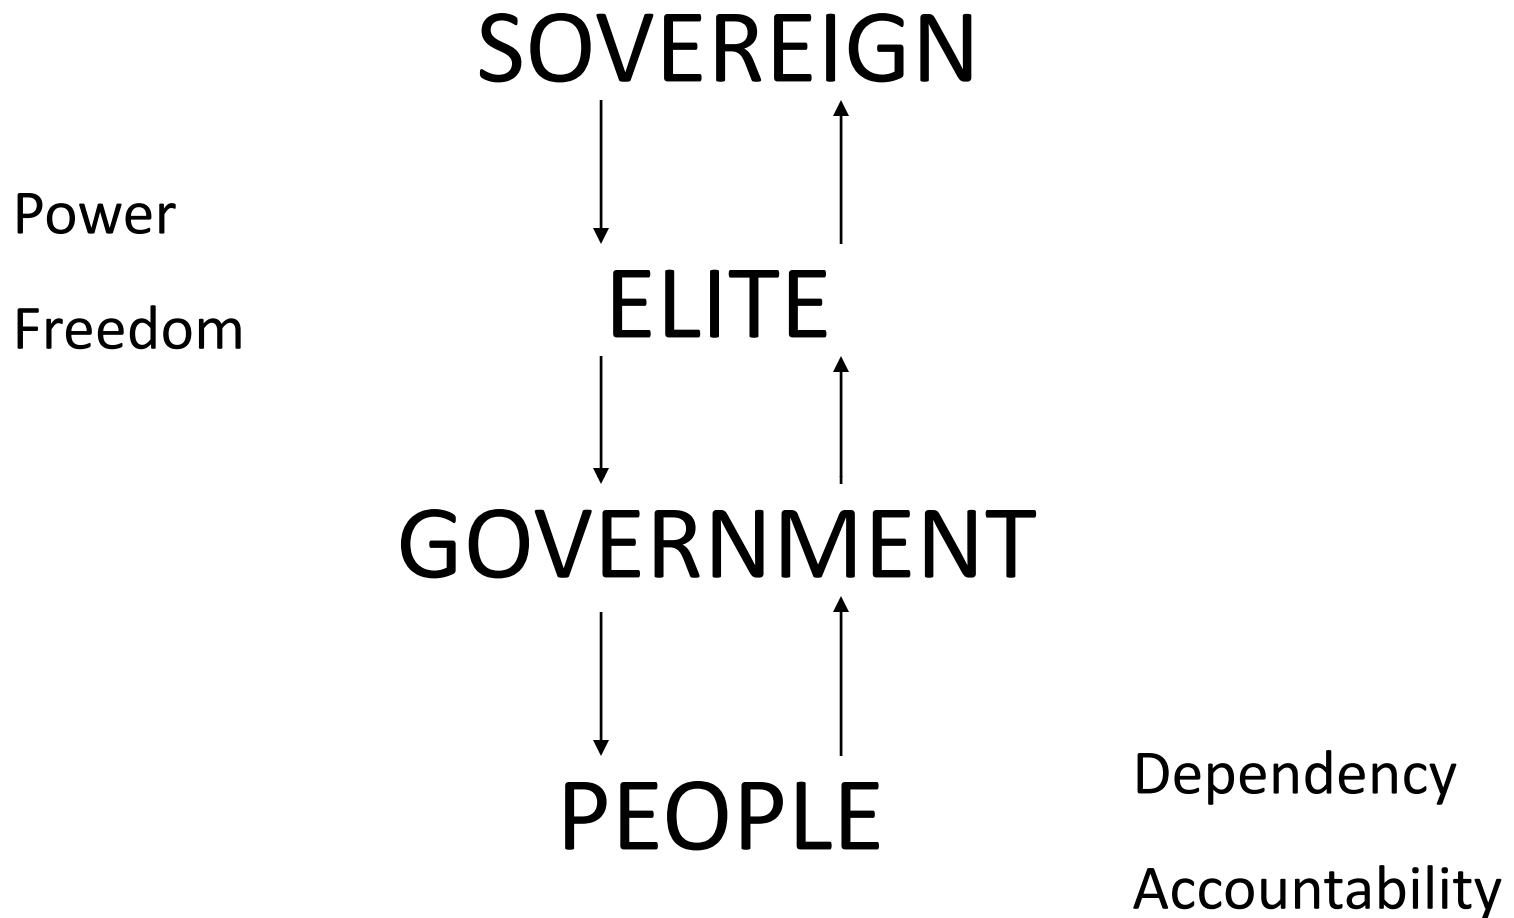 SOVEREIGN
Power
ELITE
Freedom
GOVERNMENT
Dependency
PEOPLE
Accountability